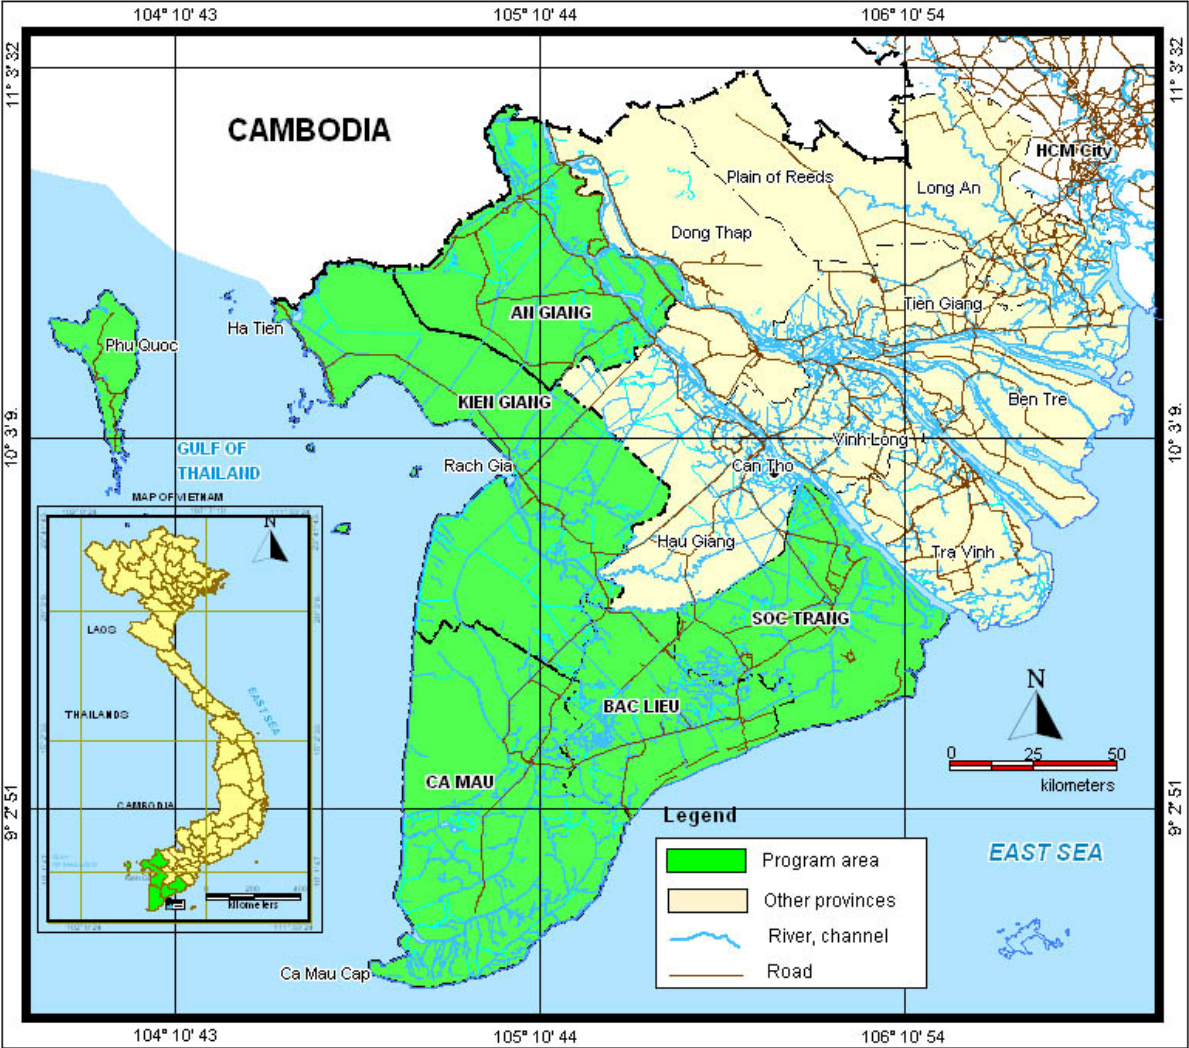 104° 10' 43
105° 10' 44
106° 10' 54
11° 3' 32
11° 3' 32
CAMBODIA
HCM City
Plain of Reeds
Long An
Dong Thap
Tien Giang
AN GIANG
Ha Tien
Phu Quoc
KIEN GIANG
Ben Tre
10° 3' 9.
10° 3' 9.
GULF OF
THAILAND
Vinh Long
Rach Gia
Can Tho
MAP OF VIETNAM
N
Hau Giang
Tra Vinh
SOC TRANG
LAOS
EAST SEA
THAILANDS
BAC LIEU
N
0 25 50
kilometers
CA MAU
CAMBODIA
9° 2' 51
9° 2' 51
Legend
Program area
Other provinces
River, channel
Road
EAST SEA
kilometers
Ca Mau Cap
104° 10' 43
105° 10' 44
106° 10' 54